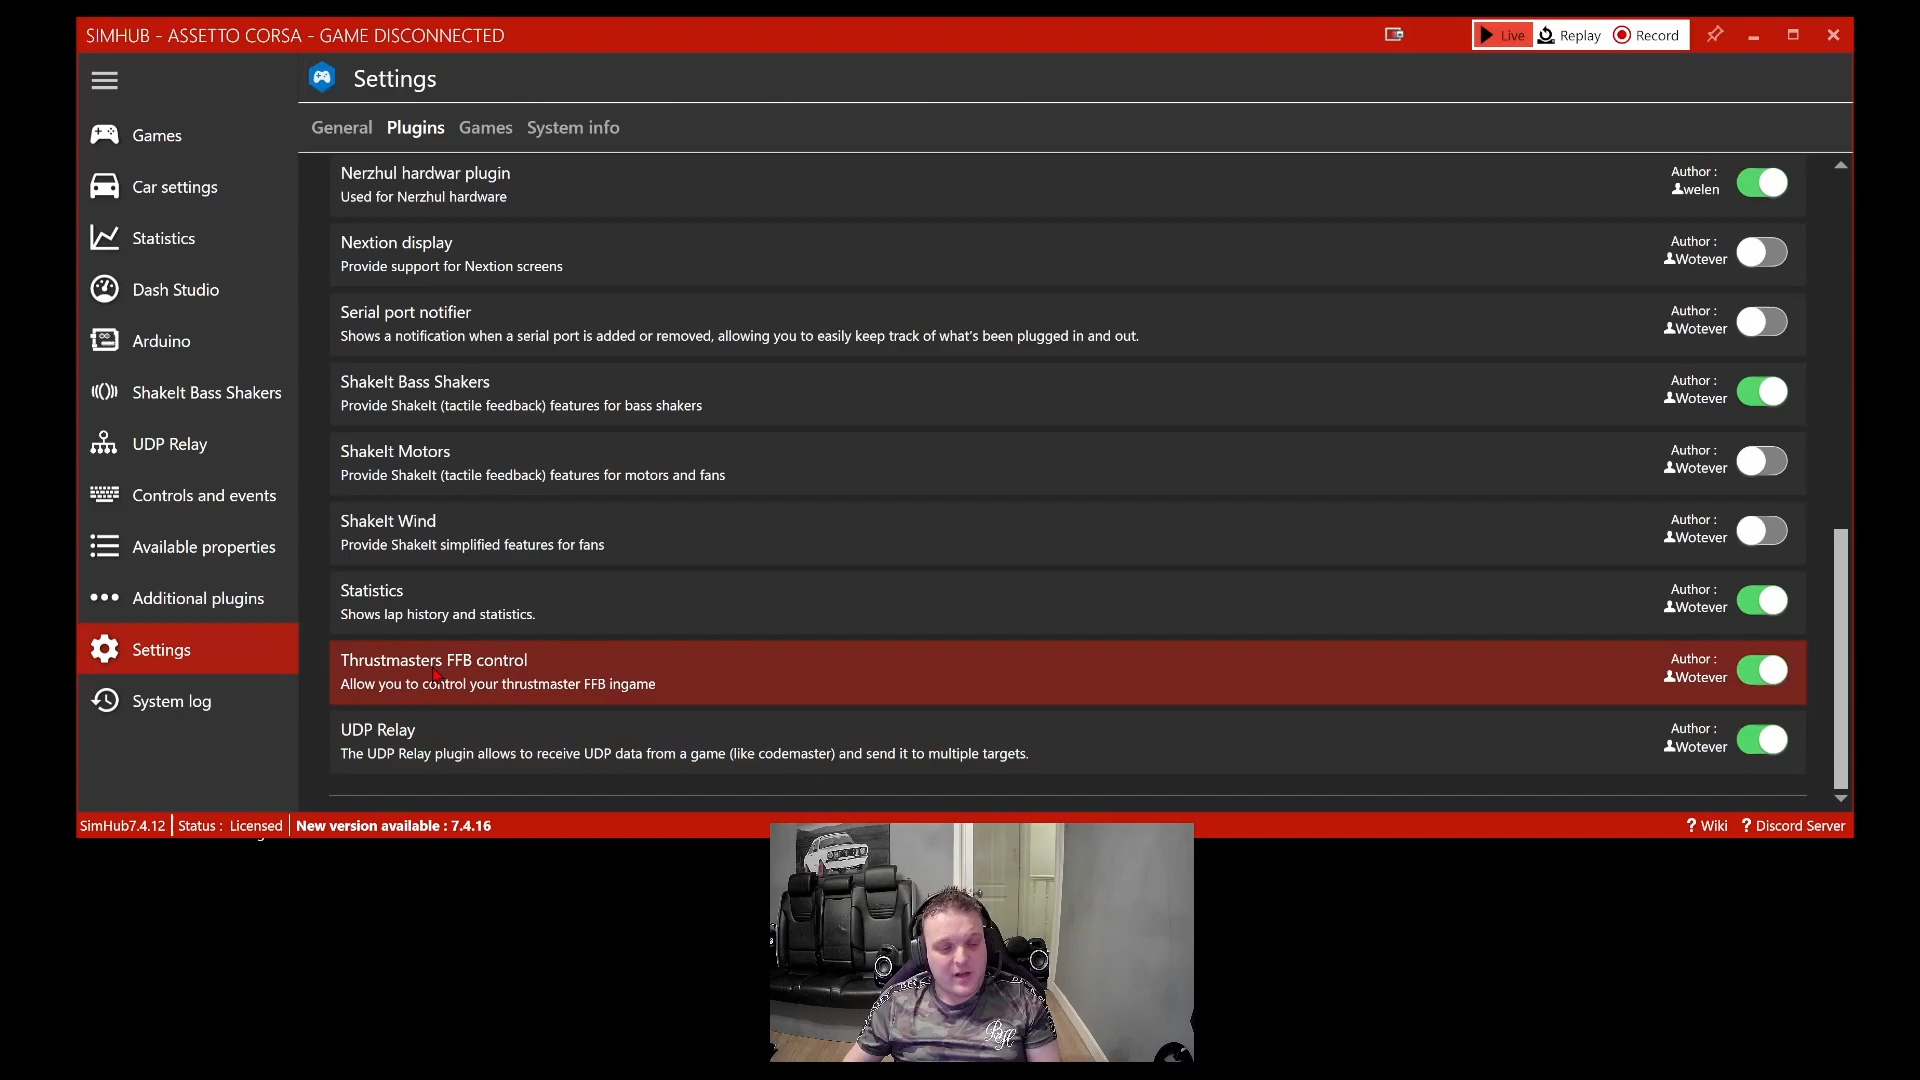 SIMHUB - ASSETTO CORSA - GAME DISCONNECTED
Live Replay Record
Settings
General Plugins Games System info
Games
Car settings
Statistics
Dash Studio
Arduino
ShakeIt Bass Shakers
UDP Relay
Controls and events
Available properties
Additional plugins
Settings
System log
Nerzhul hardwar plugin
Used for Nerzhul hardware
Author :
welen
Nextion display
Provide support for Nextion screens
Author :
Wotever
Serial port notifier
Shows a notification when a serial port is added or removed, allowing you to easily keep track of what's been plugged in and out.
Author :
Wotever
ShakeIt Bass Shakers
Provide ShakeIt (tactile feedback) features for bass shakers
Author :
Wotever
ShakeIt Motors
Provide ShakeIt (tactile feedback) features for motors and fans
Author :
Wotever
ShakeIt Wind
Provide ShakeIt simplified features for fans
Author :
Wotever
Statistics
Shows lap history and statistics.
Author :
Wotever
Thrustmasters FFB control
Allow you to control your thrustmaster FFB ingame
Author :
Wotever
UDP Relay
The UDP Relay plugin allows to receive UDP data from a game (like codemaster) and send it to multiple targets.
Author :
Wotever
SimHub7.4.12 Status : Licensed New version available : 7.4.16
? Wiki ? Discord Server